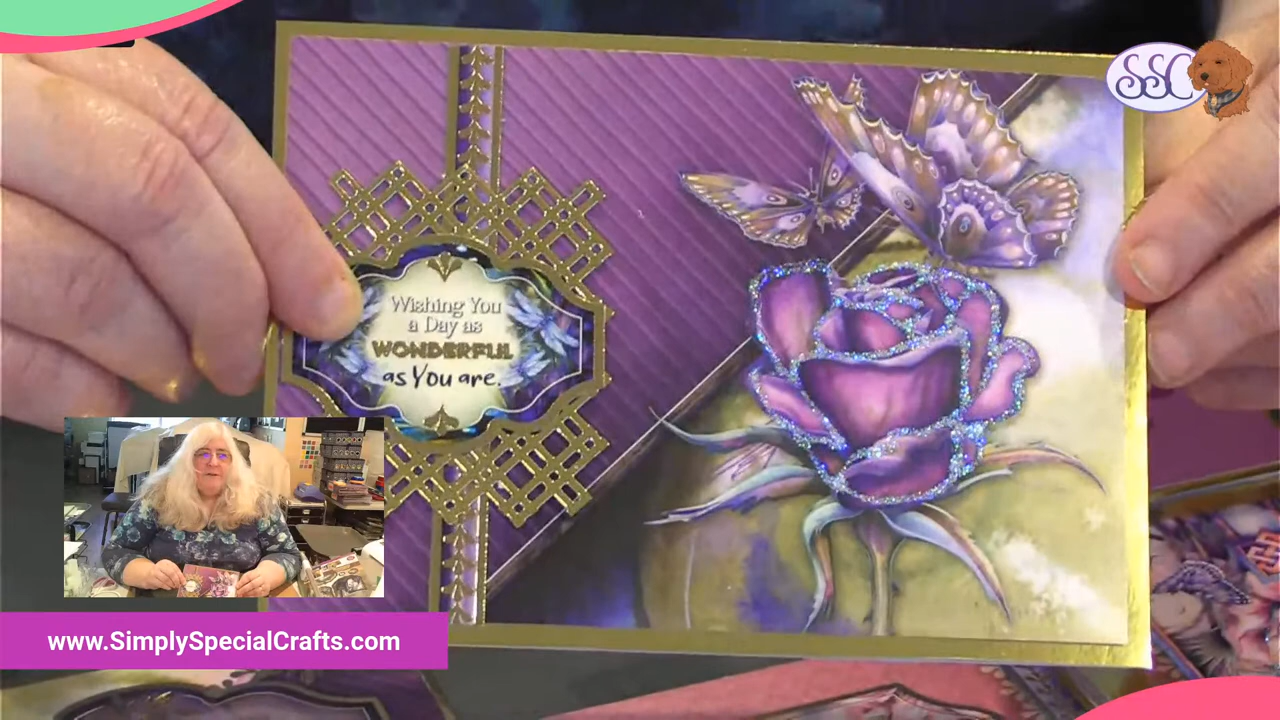 SSC
Wishing You
a Day as
WONDERFUL
as You are.
www.SimplySpecialCrafts.com